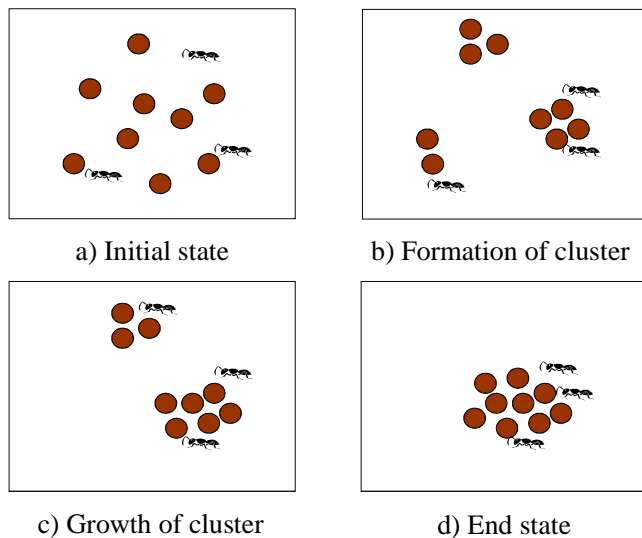 a) Initial state
b) Formation of cluster
c) Growth of cluster
d) End state